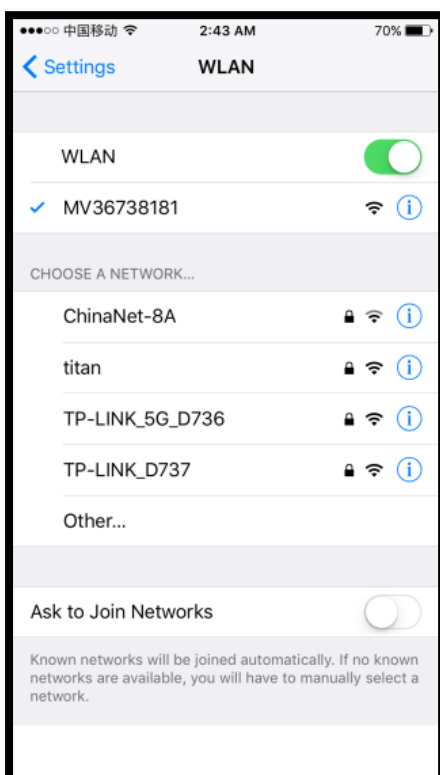 中国移动 2:43 AM 70%
Settings WLAN
WLAN
MV36738181
CHOOSE A NETWORK...
ChinaNet-8A
titan
TP-LINK_5G_D736
TP-LINK_D737
Other...
Ask to Join Networks
Known networks will be joined automatically. If no known
networks are available, you will have to manually select a
network.